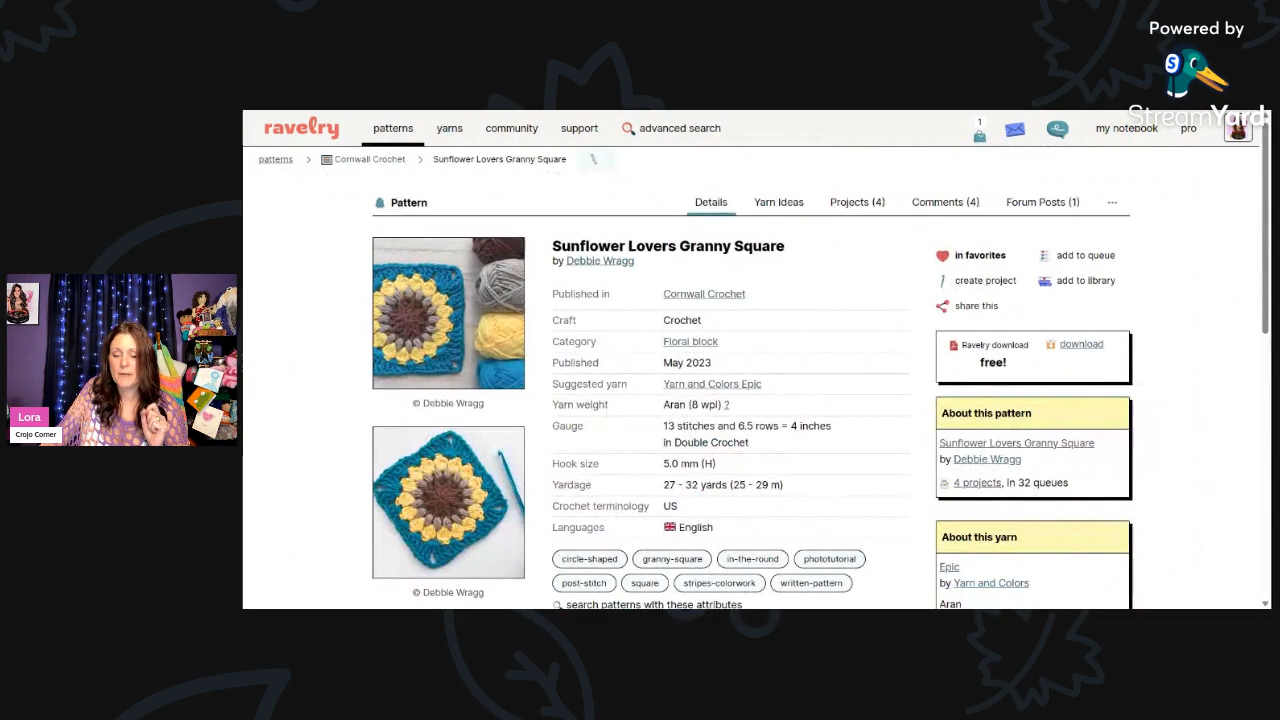 Powered by
StreamYard
ravelry
patterns
yarns
community
support
advanced search
1
my notebook
pro
patterns
Cornwall Crochet
Sunflower Lovers Granny Square
Pattern
Details
Yarn Ideas
Projects (4)
Comments (4)
Forum Posts (1)
Sunflower Lovers Granny Square
by Debbie Wragg
Published in Cornwall Crochet
Craft Crochet
Category Floral block
Published May 2023
Suggested yarn Yarn and Colors Epic
Yarn weight Aran (8 wpi) ?
Gauge 13 stitches and 6.5 rows = 4 inches
in Double Crochet
Hook size 5.0 mm (H)
Yardage 27 - 32 yards (25 - 29 m)
Crochet terminology US
Languages English
circle-shaped granny-square in-the-round phototutorial
post-stitch square stripes-colorwork written-pattern
search patterns with these attributes
© Debbie Wragg
© Debbie Wragg
in favorites
add to queue
create project
add to library
share this
Ravelry download
free!
download
About this pattern
Sunflower Lovers Granny Square
by Debbie Wragg
4 projects, in 32 queues
About this yarn
Epic
by Yarn and Colors
Aran
Lora
Crojo Corner